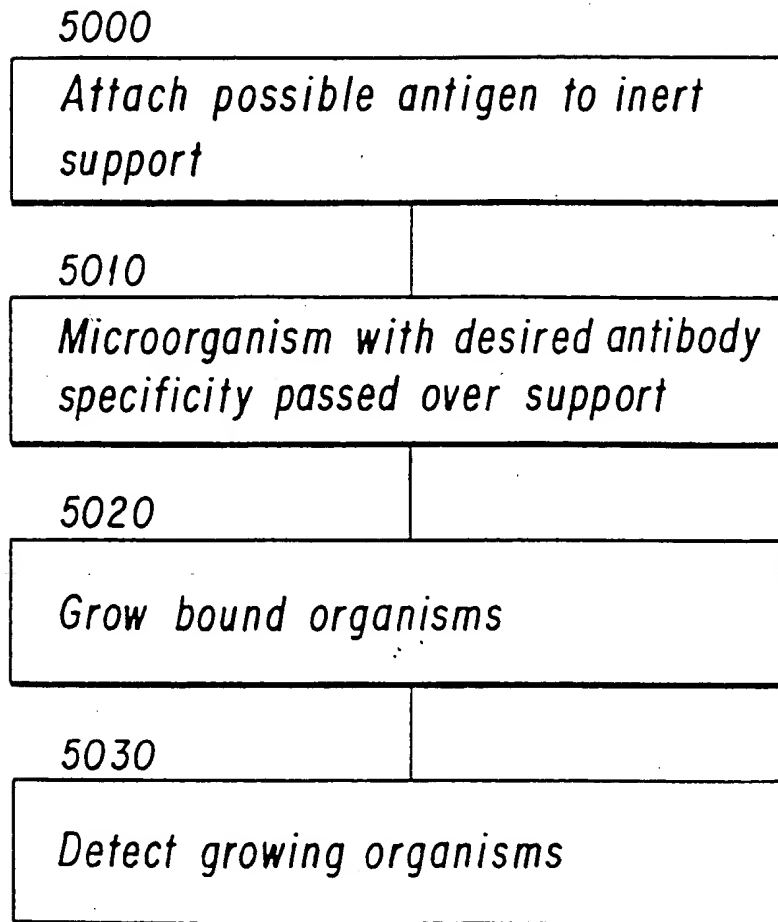 5000
Attach possible antigen to inert
support
5010
Microorganism with desired antibody
specificity passed over support
5020
Grow bound organisms
5030
Detect growing organisms